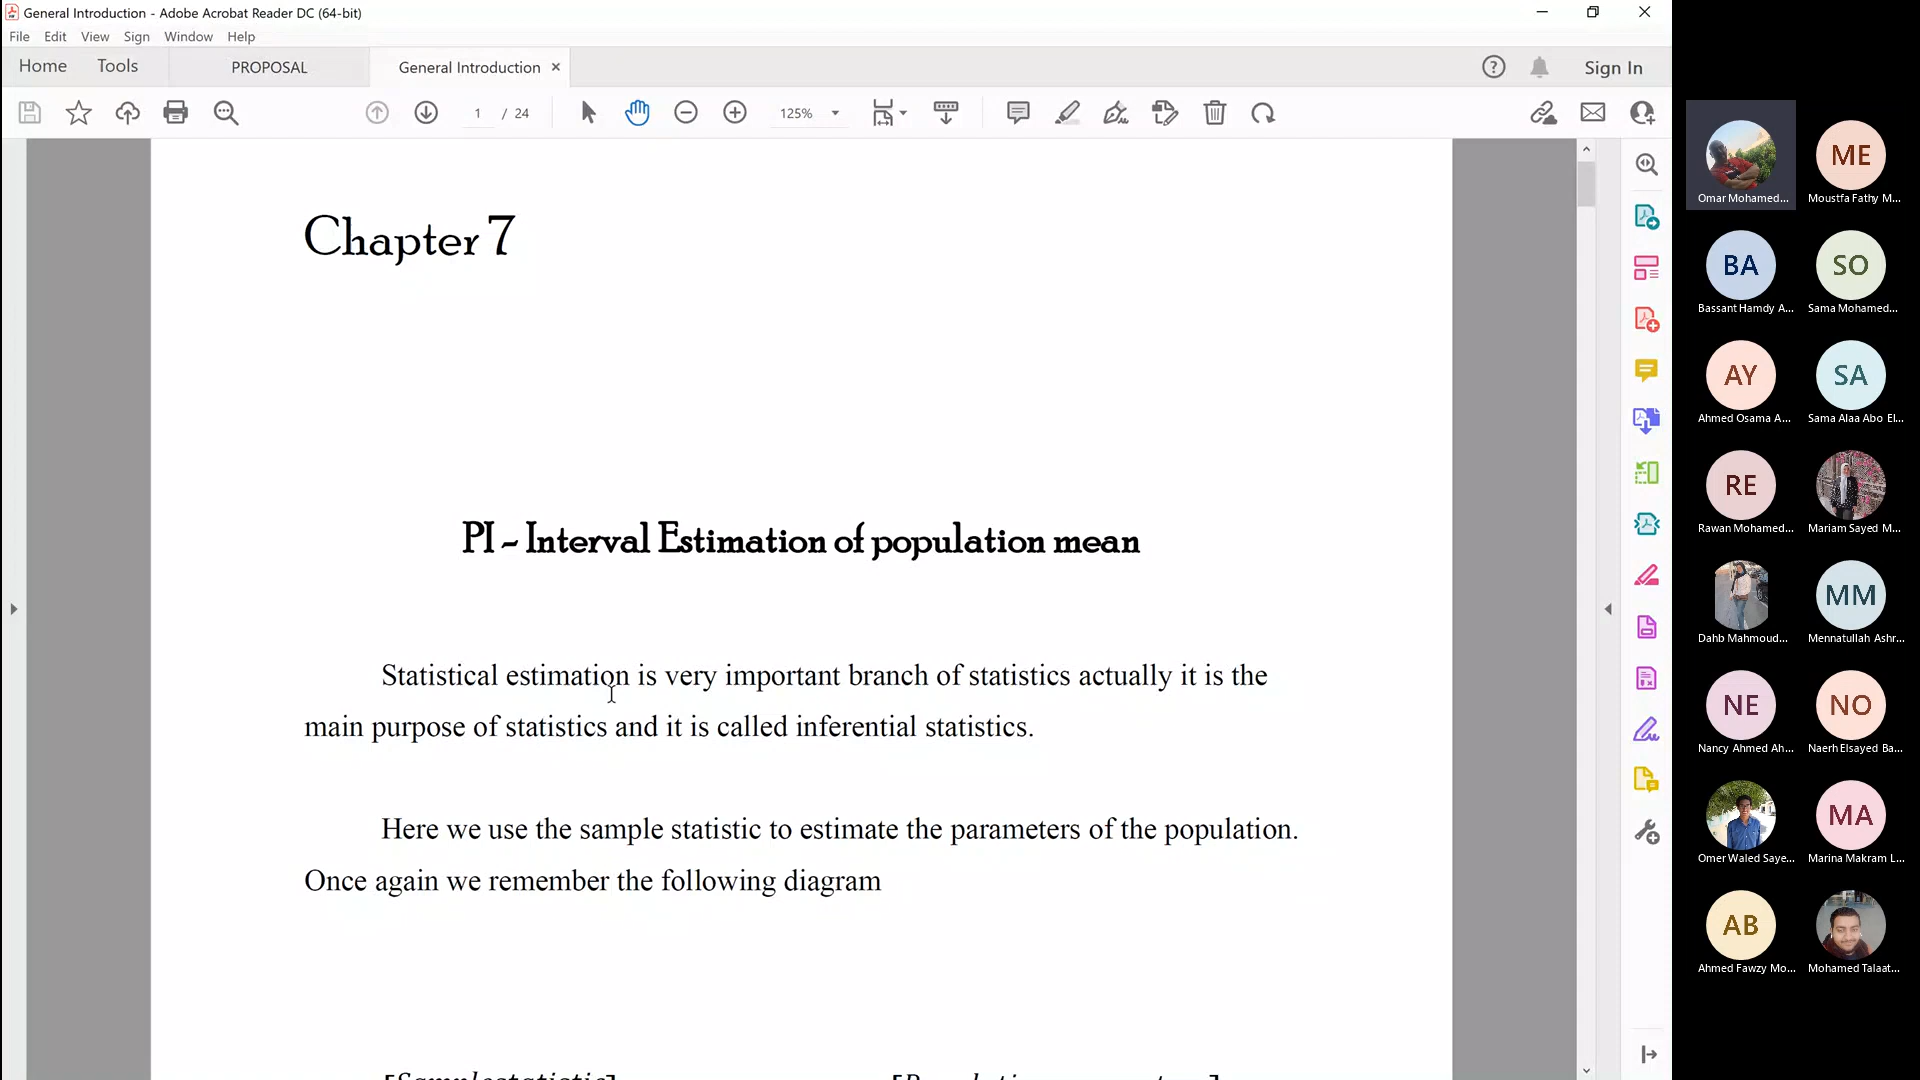 General Introduction - Adobe Acrobat Reader DC (64-bit)
File Edit View Sign Window Help
Home Tools PROPOSAL General Introduction × Sign In
1 / 24 125%
Chapter 7
PI - Interval Estimation of population mean
Statistical estimation is very important branch of statistics actually it is the
main purpose of statistics and it is called inferential statistics.
Here we use the sample statistic to estimate the parameters of the population.
Once again we remember the following diagram
Omar Mohamed...
ME
Moustfa Fathy M...
BA
Bassant Hamdy A...
SO
Sama Mohamed...
AY
Ahmed Osama A...
SA
Sama Alaa Abo El...
RE
Rawan Mohamed...
Mariam Sayed M...
Dahb Mahmoud...
MM
Mennatullah Ashr...
NE
Nancy Ahmed Ah...
NO
Naerh Elsayed Ba...
Omer Waled Saye...
MA
Marina Makram L...
AB
Ahmed Fawzy Mo...
Mohamed Talaat...